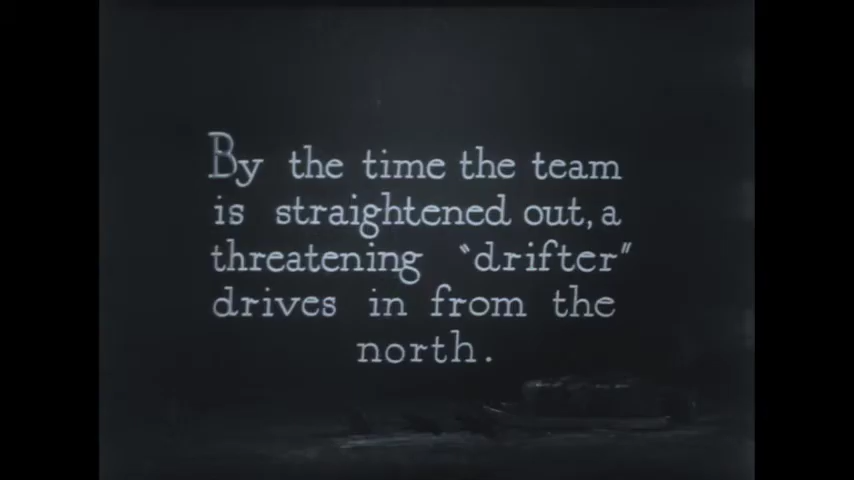 By the time the team
is straightened out, a
threatening "drifter"
drives in from the
north.